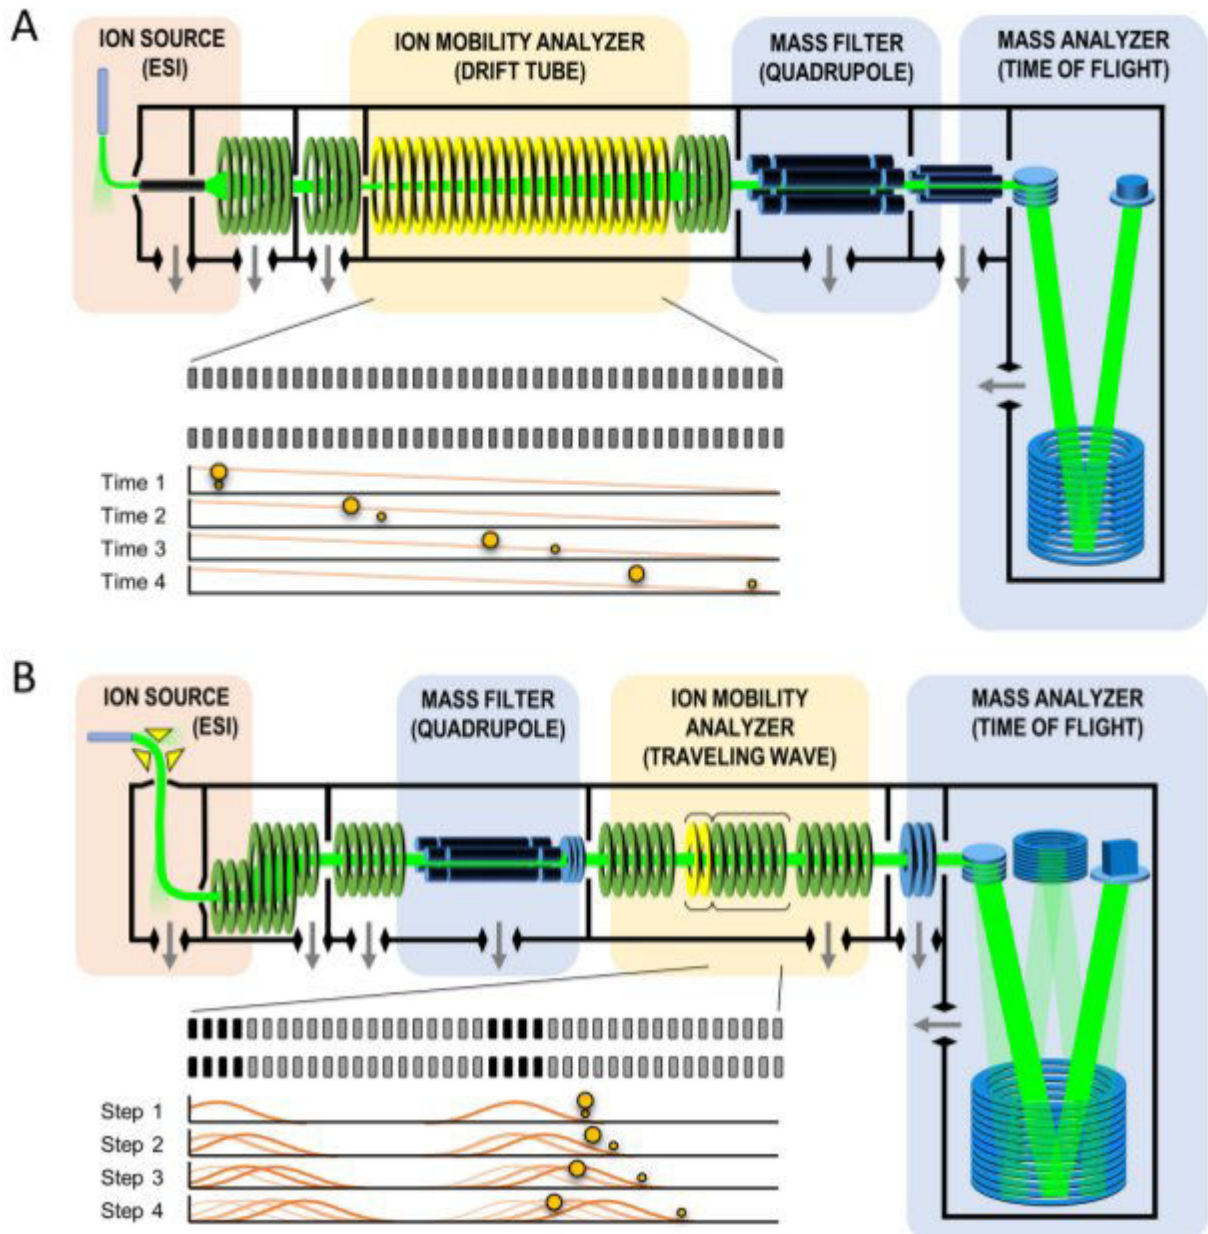 A
ION SOURCE
(ESI)
ION MOBILITY ANALYZER
(DRIFT TUBE)
MASS FILTER
(QUADRUPOLE)
MASS ANALYZER
(TIME OF FLIGHT)
Time 1
Time 2
Time 3
Time 4
B
ION SOURCE
(ESI)
MASS FILTER
(QUADRUPOLE)
ION MOBILITY
ANALYZER
(TRAVELING WAVE)
MASS ANALYZER
(TIME OF FLIGHT)
Step 1
Step 2
Step 3
Step 4